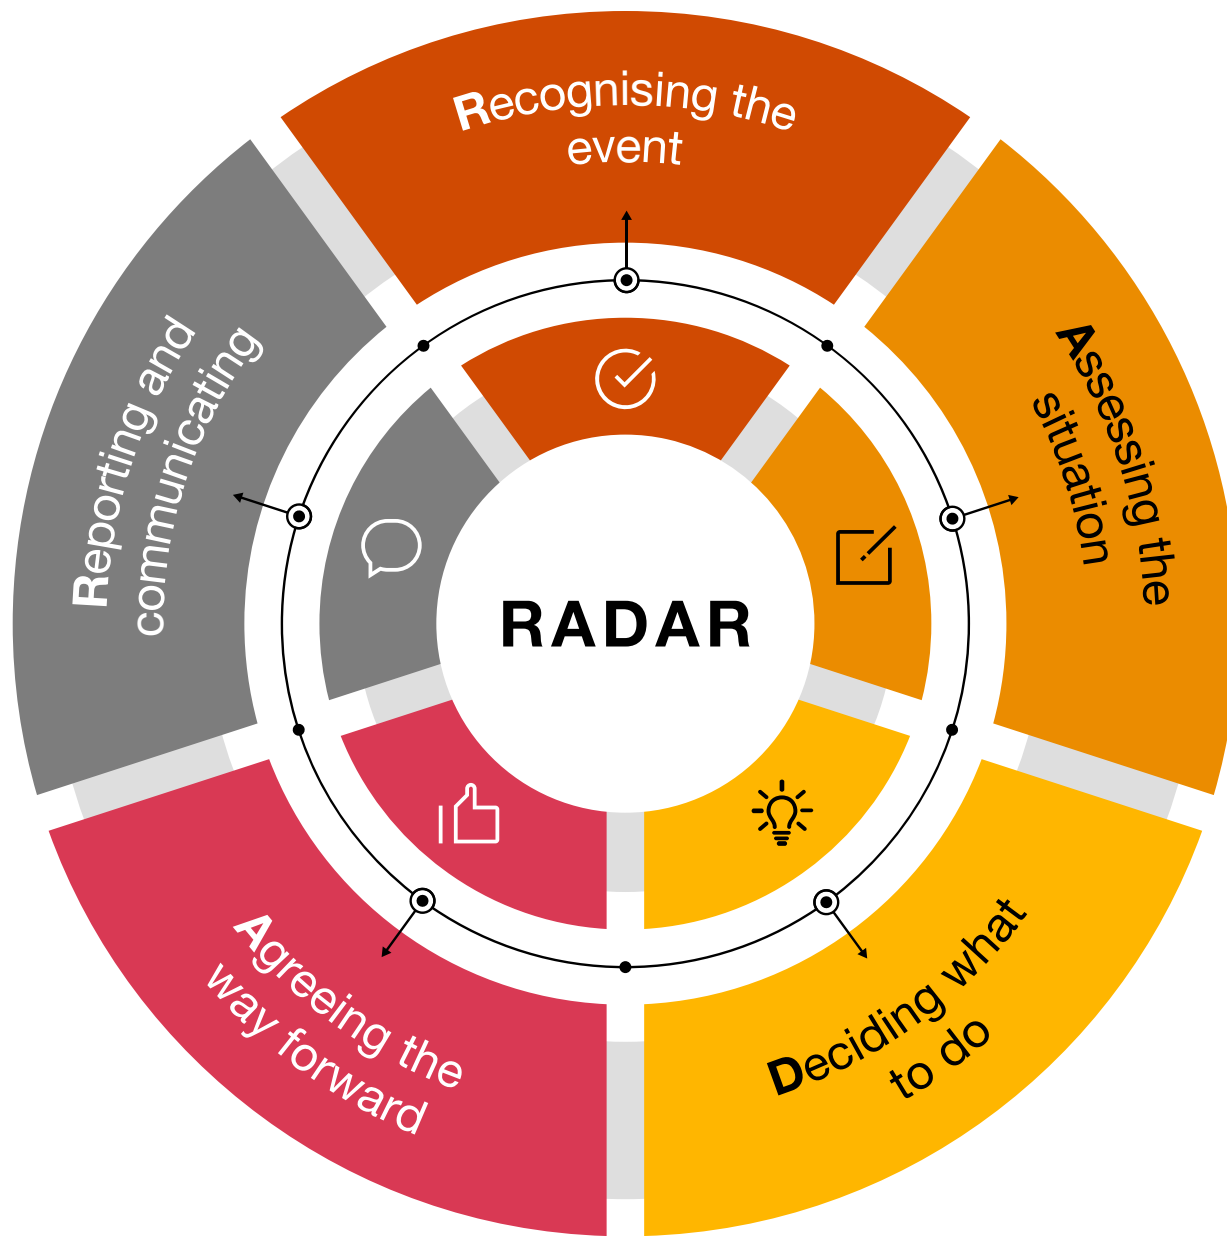 Recognising the
event
Assessing the
situation
Deciding what
to do
Agreeing the
way forward
Reporting and
communicating
RADAR